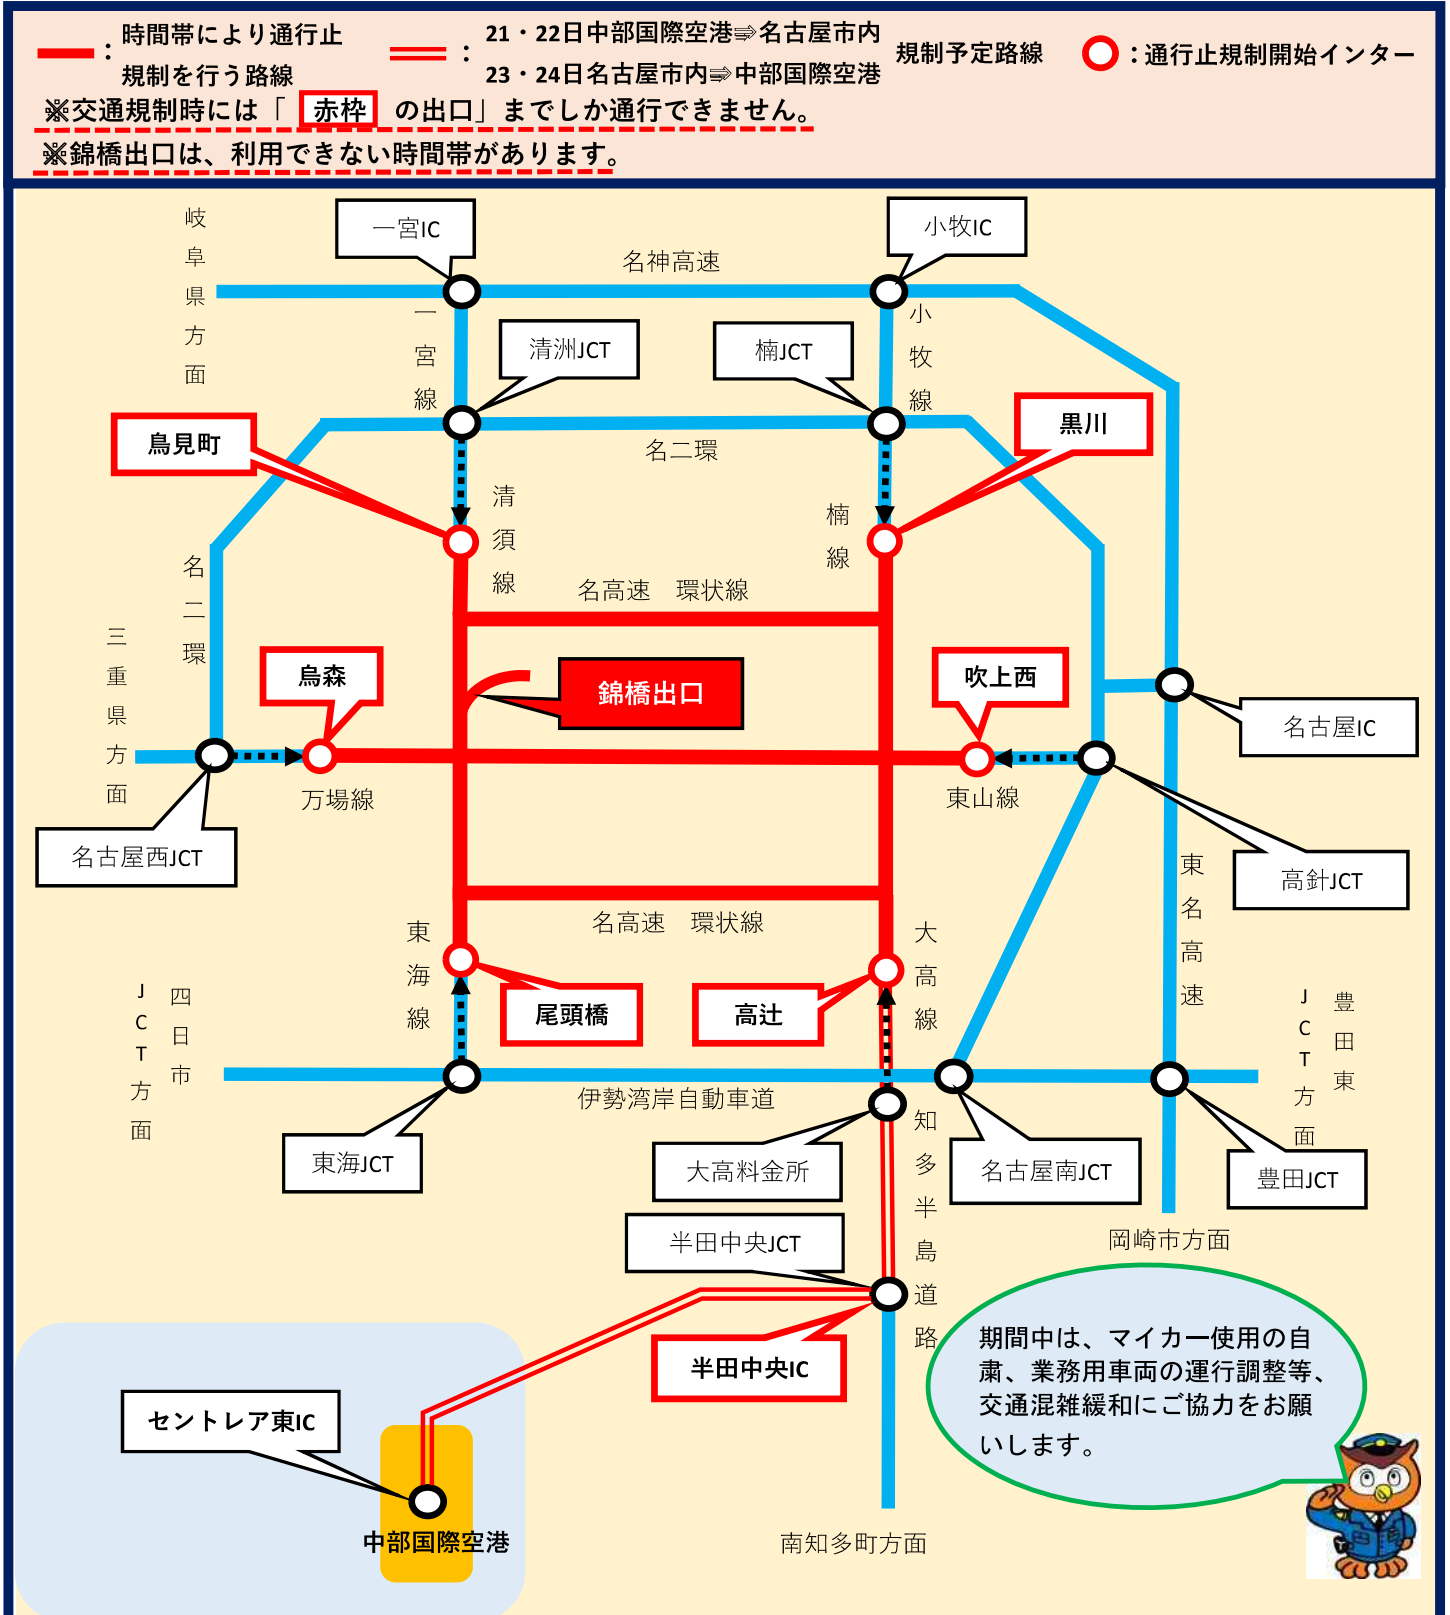 ：時間帯により通行止
規制を行う路線
：21・22日中部国際空港⇒名古屋市内
23・24日名古屋市内⇒中部国際空港
規制予定路線
：通行止規制開始インター
※交通規制時には「 赤枠 の出口」までしか通行できません。
※錦橋出口は、利用できない時間帯があります。
岐阜県方面
一宮IC
小牧IC
名神高速
一宮線
小牧線
清洲JCT
楠JCT
鳥見町
黒川
名二環
清須線
楠線
名二環
名高速　環状線
三重県方面
烏森
錦橋出口
吹上西
名古屋IC
万場線
東山線
名古屋西JCT
高針JCT
東名高速
名高速　環状線
東海線
大高線
尾頭橋
高辻
四日市
JCT方面
豊田東
JCT方面
伊勢湾岸自動車道
東海JCT
大高料金所
知多半島道路
名古屋南JCT
豊田JCT
半田中央JCT
岡崎市方面
半田中央IC
セントレア東IC
中部国際空港
南知多町方面
期間中は、マイカー使用の自
粛、業務用車両の運行調整等、
交通混雑緩和にご協力をお願
いします。